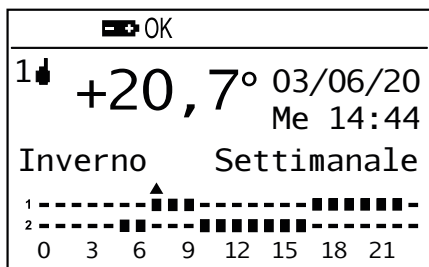 OK
1 +20,7° 03/06/20
Me 14:44
Inverno Settimanale
1
2
0 3 6 9 12 15 18 21